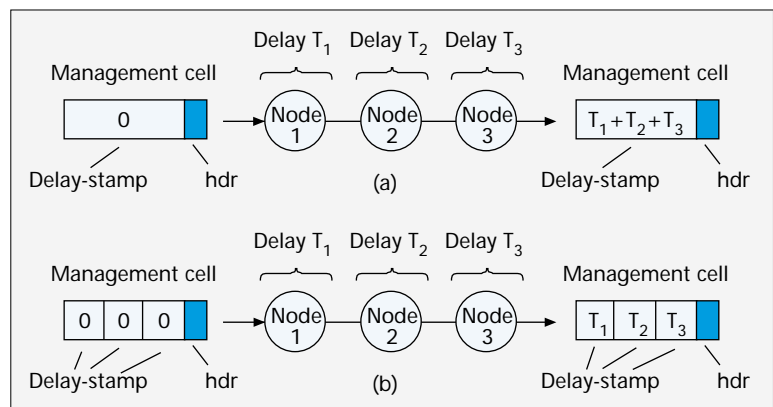 Delay T₁ Delay T₂ Delay T₃
Management cell Management cell
0 Node 1 Node 2 Node 3 T₁+T₂+T₃
Delay-stamp hdr (a) Delay-stamp hdr
Delay T₁ Delay T₂ Delay T₃
Management cell Management cell
0 0 0 Node 1 Node 2 Node 3 T₁ T₂ T₃
Delay-stamp hdr (b) Delay-stamp hdr